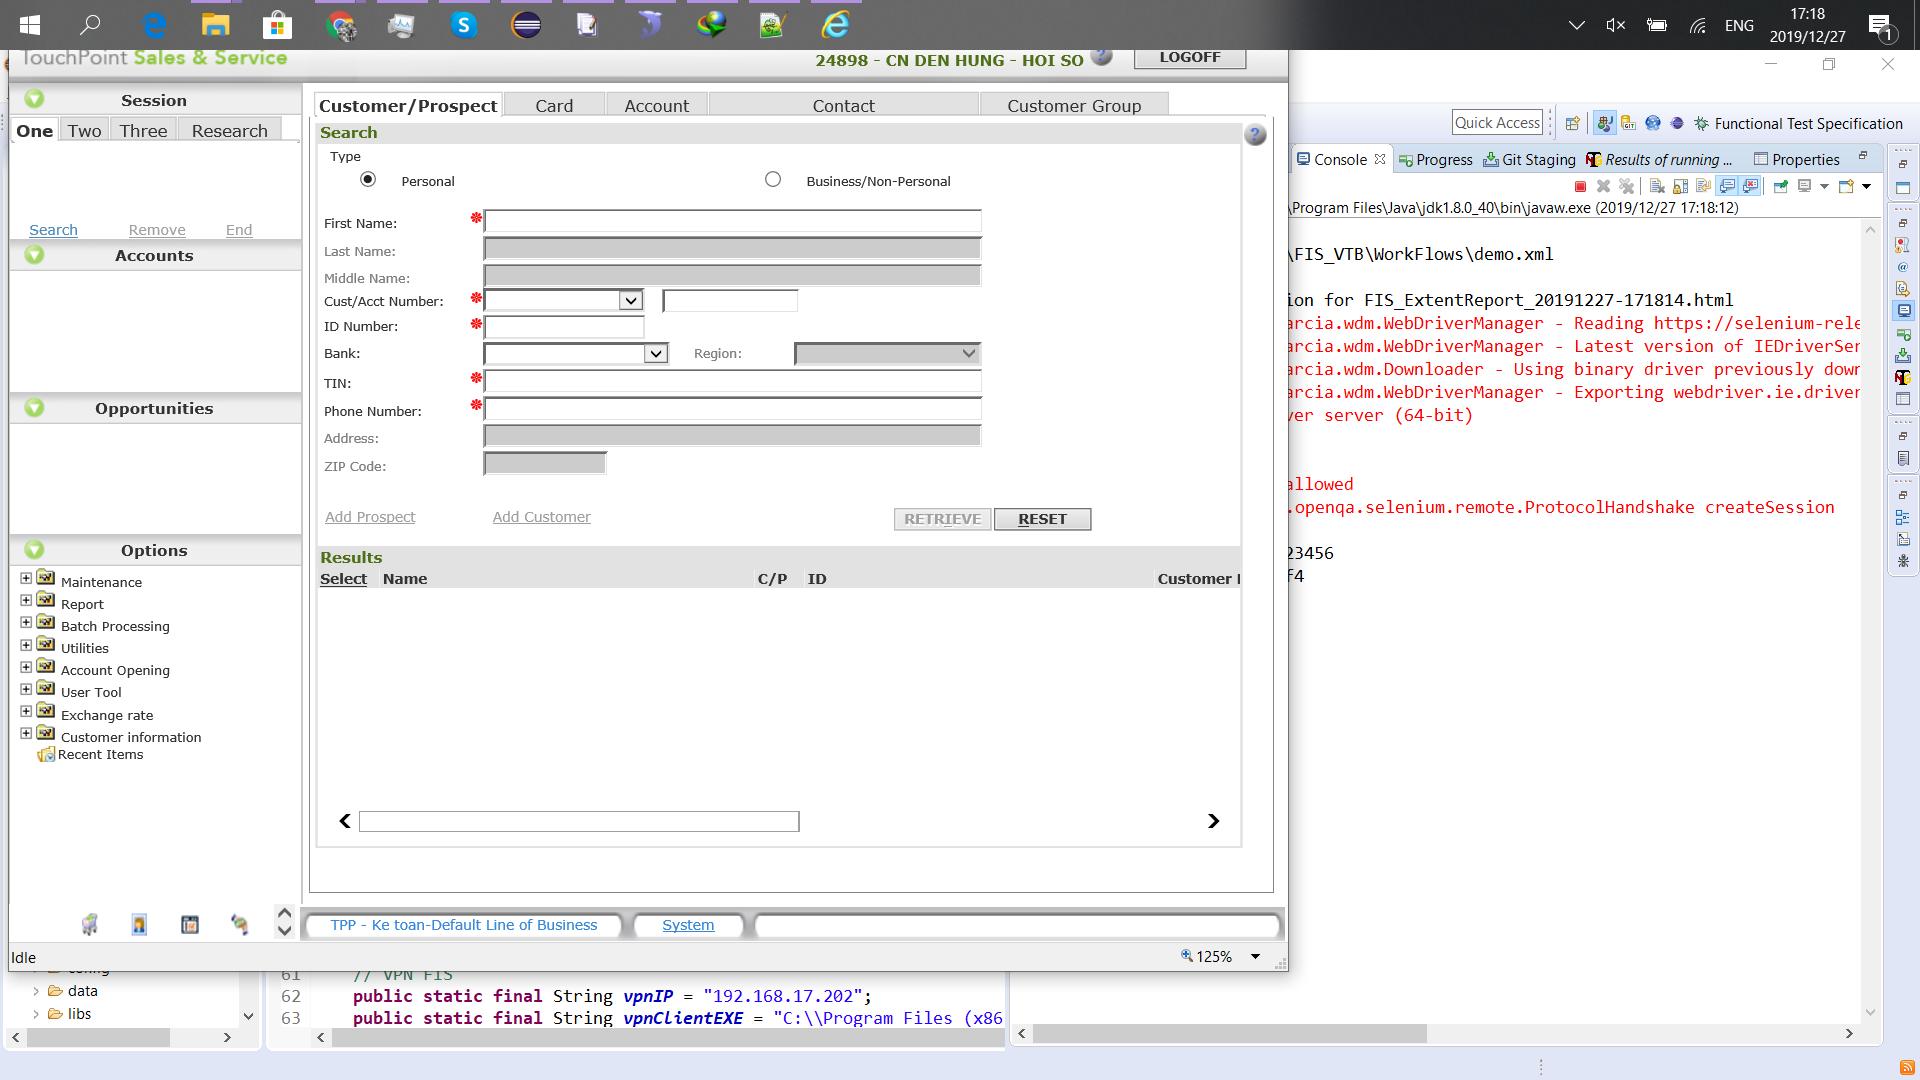 ENG
17:18
2019/12/27
1
TouchPoint Sales & Service
24898 - CN DEN HUNG - HOI SO
LOGOFF
Session
One
Two
Three
Research
Search
Remove
End
Accounts
Opportunities
Options
Maintenance
Report
Batch Processing
Utilities
Account Opening
User Tool
Exchange rate
Customer information
Recent Items
Customer/Prospect
Card
Account
Contact
Customer Group
Search
Type
Personal
Business/Non-Personal
First Name:
Last Name:
Middle Name:
Cust/Acct Number:
ID Number:
Bank:
Region:
TIN:
Phone Number:
Address:
ZIP Code:
Add Prospect
Add Customer
RETRIEVE
RESET
Results
Select Name C/P ID Customer
TPP - Ke toan-Default Line of Business
System
Idle
125%
Quick Access
Functional Test Specification
Console
Progress
Git Staging
Results of running ...
Properties
\Program Files\Java\jdk1.8.0_40\bin\javaw.exe (2019/12/27 17:18:12)
\FIS_VTB\WorkFlows\demo.xml
ion for FIS_ExtentReport_20191227-171814.html
arcia.wdm.WebDriverManager - Reading https://selenium-rele
arcia.wdm.WebDriverManager - Latest version of IEDriverSer
arcia.wdm.Downloader - Using binary driver previously down
arcia.wdm.WebDriverManager - Exporting webdriver.ie.driver
ver server (64-bit)
allowed
.openqa.selenium.remote.ProtocolHandshake createSession
23456
f4
config
data
libs
61 // VPN FIS
62 public static final String vpnIP = "192.168.17.202";
63 public static final String vpnClientEXE = "C:\\Program Files (x86